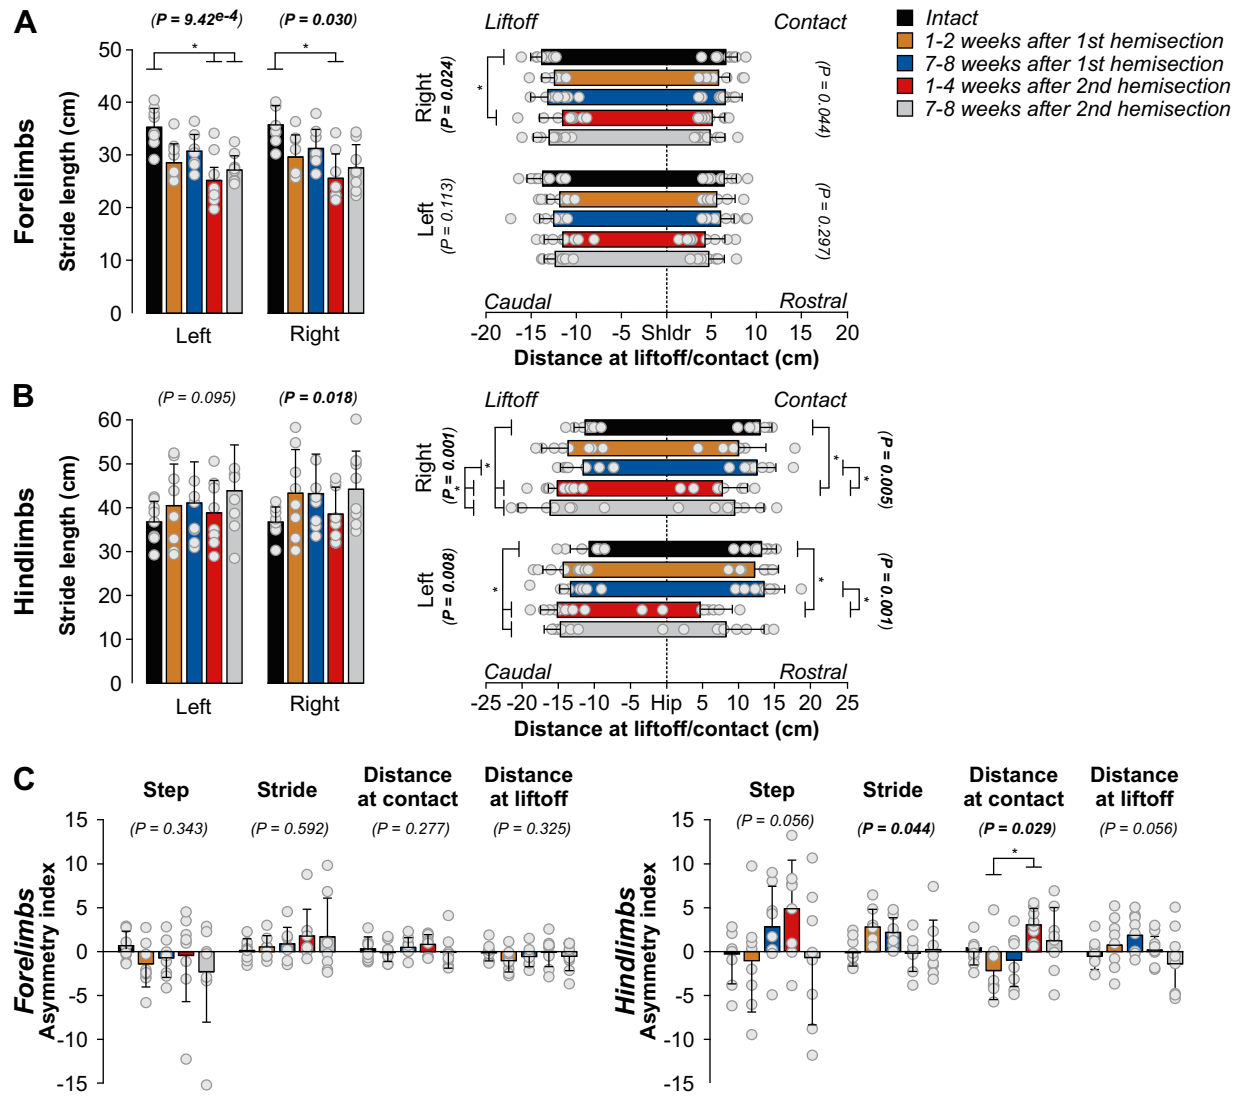 A
(P = 9.42e-4)
(P = 0.030)
Liftoff
Contact
Intact
1-2 weeks after 1st hemisection
7-8 weeks after 1st hemisection
1-4 weeks after 2nd hemisection
7-8 weeks after 2nd hemisection
Forelimbs
Stride length (cm)
50
40
30
20
10
0
*
*
Left
Right
Right
(P = 0.024)
*
(P = 0.044)
Left
(P = 0.113)
(P = 0.297)
Caudal
Rostral
-20 -15 -10 -5 Shldr 5 10 15 20
Distance at liftoff/contact (cm)
B
(P = 0.095)
(P = 0.018)
Liftoff
Contact
Hindlimbs
Stride length (cm)
60
50
40
30
20
10
0
Left
Right
Right
(P = 0.001)
*
*
*
*
*
(P = 0.005)
Left
(P = 0.008)
*
*
*
(P = 0.001)
Caudal
Rostral
-25 -20 -15 -10 -5 Hip 5 10 15 20 25
Distance at liftoff/contact (cm)
C
Forelimbs
Asymmetry index
15
10
5
0
-5
-10
-15
Step
(P = 0.343)
Stride
(P = 0.592)
Distance
at contact
(P = 0.277)
Distance
at liftoff
(P = 0.325)
Hindlimbs
Asymmetry index
15
10
5
0
-5
-10
-15
Step
(P = 0.056)
Stride
(P = 0.044)
Distance
at contact
(P = 0.029)
*
Distance
at liftoff
(P = 0.056)